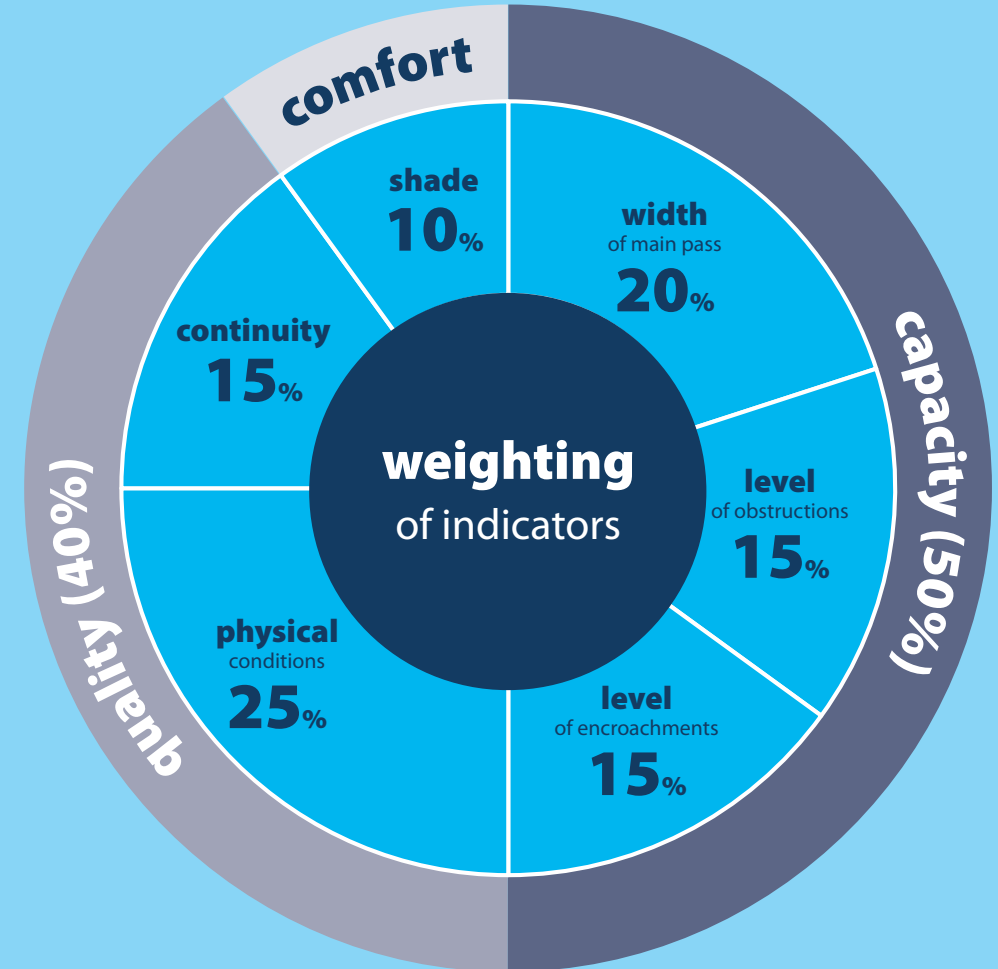 comfort
shade
10%
width
of main pass
20%
continuity
15%
capacity (50%)
weighting
of indicators
level
of obstructions
15%
quality (40%)
physical
conditions
25%
level
of encroachments
15%